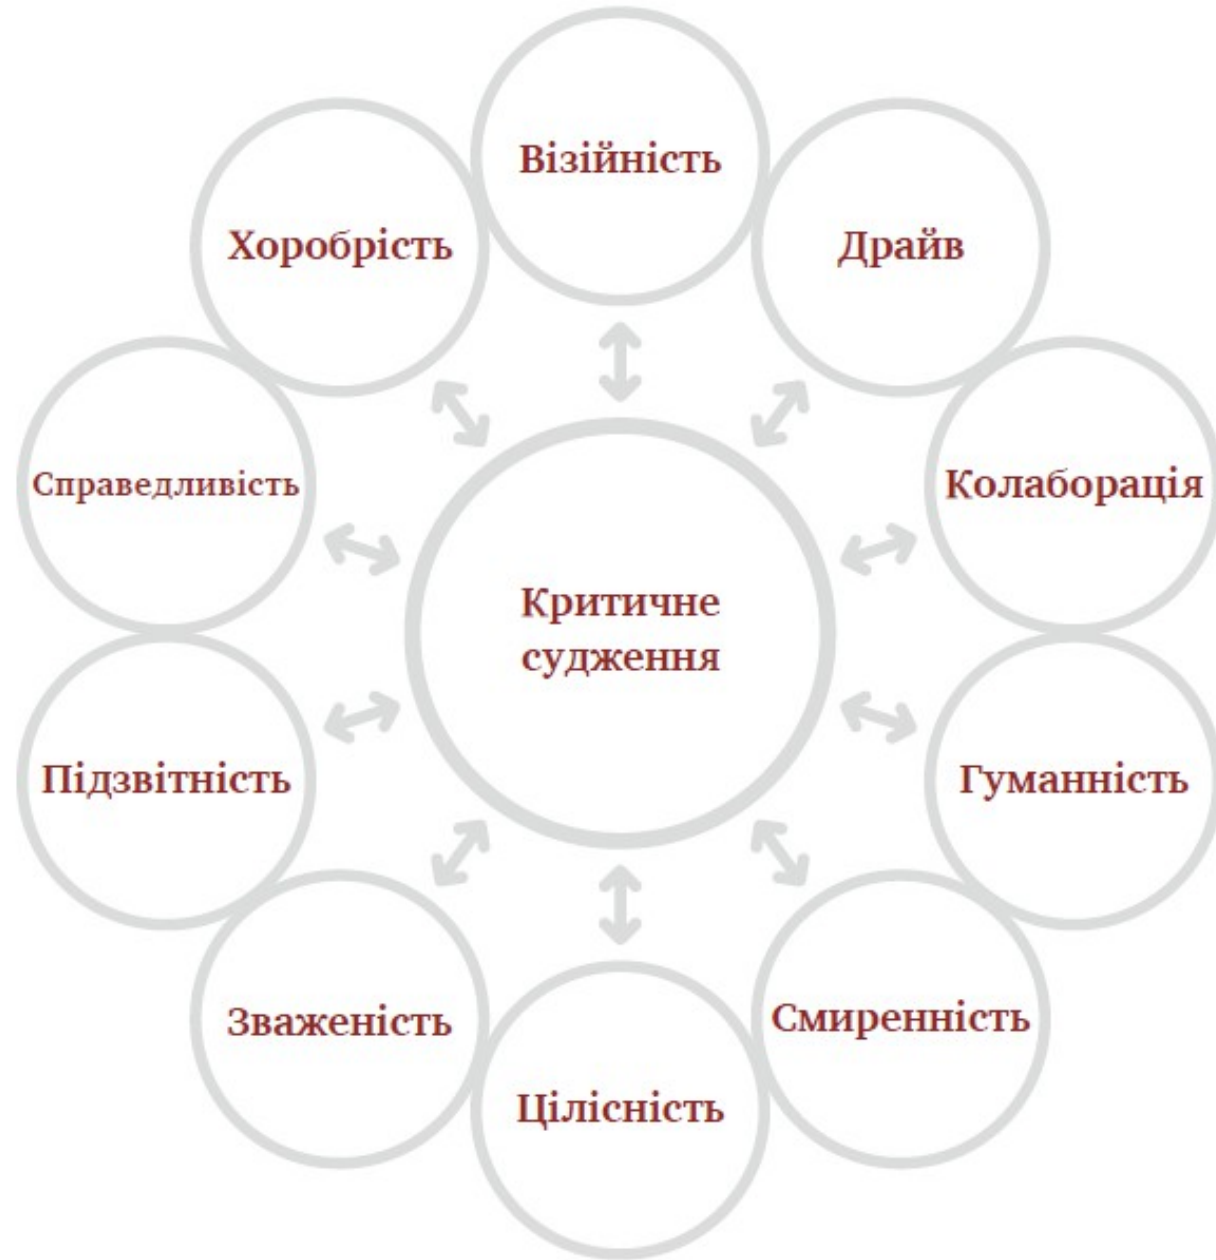 Візійність
Хоробрість
Драйв
Справедливість
Колаборація
Критичне
судження
Підзвітність
Гуманність
Зваженість
Смиренність
Цілісність